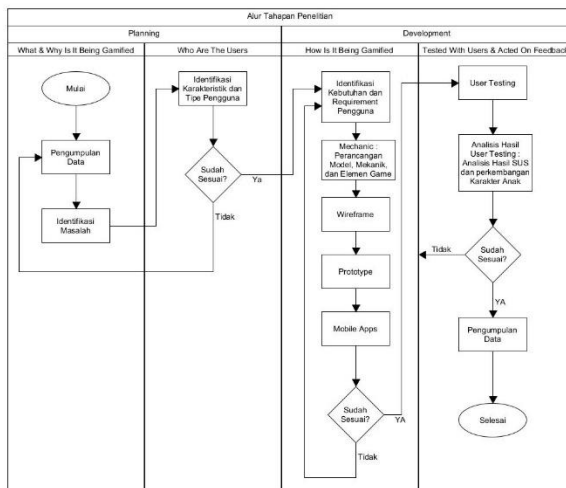 Alur Tahapan Penelitian
Planning
Development
What & Why Is It Being Gamified
Who Are The Users
How Is It Being Gamified
Tested With Users & Acted On Feedback
Mulai
Pengumpulan
Data
Identifikasi
Masalah
Identifikasi
Karakteristik dan
Tipe Pengguna
Sudah
Sesuai?
Ya
Tidak
Identifikasi
Kebutuhan dan
Requirement
Pengguna
Mechanic :
Perancangan
Model, Mekanik,
dan Elemen Game
Wireframe
Prototype
Mobile Apps
Sudah
Sesuai?
YA
Tidak
User Testing
Analisis Hasil
User Testing :
Analisis Hasil SUS
dan perkembangan
Karakter Anak
Sudah
Sesuai?
Tidak
YA
Pengumpulan
Data
Selesai